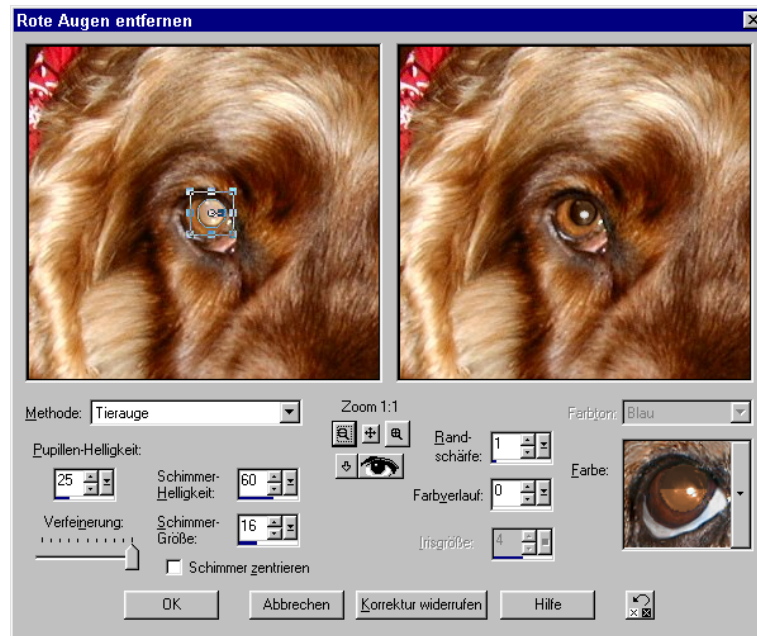 Rote Augen entfernen
Methode: Tierauge
Zoom 1:1
Farbton: Blau
Pupillen-Helligkeit:
25
Schimmer-
Helligkeit: 60
Rand-
schärfe: 1
Farbe:
Verfeinerung:
Schimmer-
Größe: 16
Farbverlauf: 0
Irisgröße: 4
Schimmer zentrieren
OK
Abbrechen
Korrektur widerrufen
Hilfe